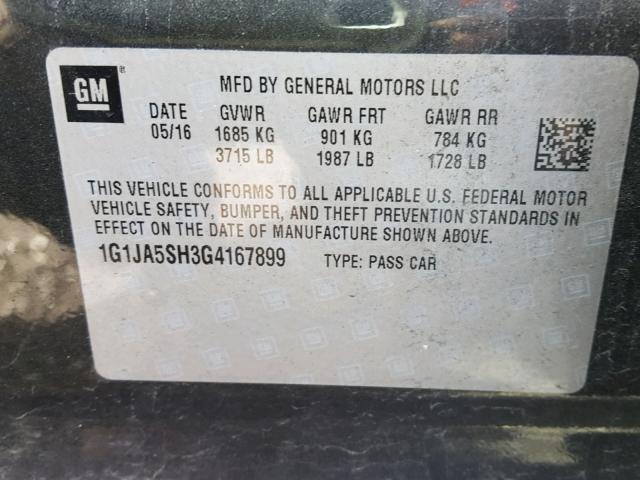 GM
MFD BY GENERAL MOTORS LLC
DATE GVWR GAWR FRT GAWR RR
05/16 1685 KG 901 KG 784 KG
3715 LB 1987 LB 1728 LB
THIS VEHICLE CONFORMS TO ALL APPLICABLE U.S. FEDERAL MOTOR
VEHICLE SAFETY, BUMPER, AND THEFT PREVENTION STANDARDS IN
EFFECT ON THE DATE OF MANUFACTURE SHOWN ABOVE.
1G1JA5SH3G4167899 TYPE: PASS CAR